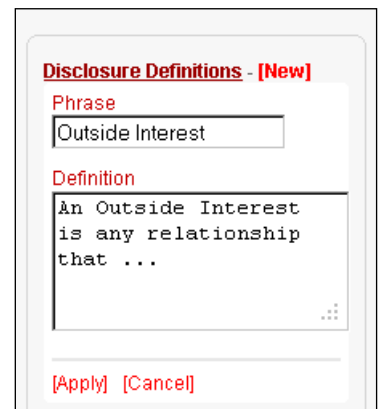 Disclosure Definitions - [New]
Phrase
Outside Interest
Definition
An Outside Interest
is any relationship
that ...
[Apply] [Cancel]